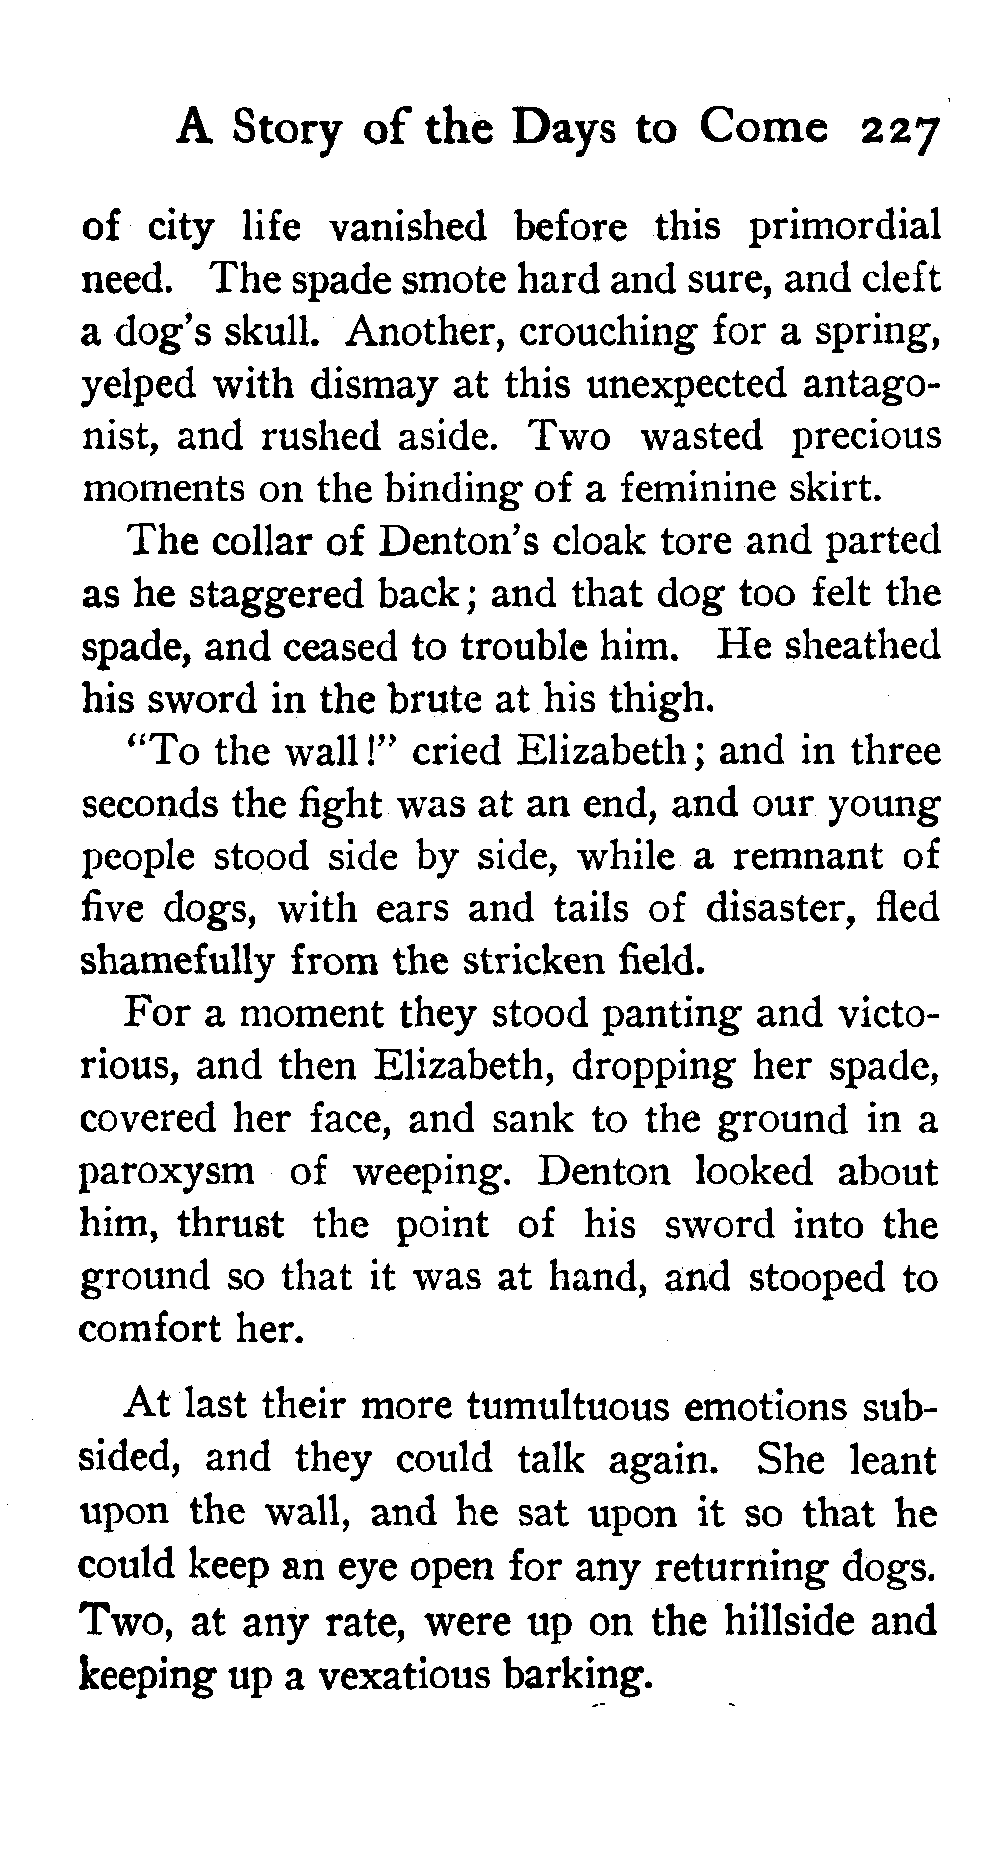 A Story of the Days to Come 227
of city life vanished before this primordial
need. The spade smote hard and sure, and cleft
a dog's skull. Another, crouching for a spring,
yelped with dismay at this unexpected antago-
nist, and rushed aside. Two wasted precious
moments on the binding of a feminine skirt.
The collar of Denton's cloak tore and parted
as he staggered back; and that dog too felt the
spade, and ceased to trouble him. He sheathed
his sword in the brute at his thigh.
"To the wall!" cried Elizabeth; and in three
seconds the fight was at an end, and our young
people stood side by side, while a remnant of
five dogs, with ears and tails of disaster, fled
shamefully from the stricken field.
For a moment they stood panting and victo-
rious, and then Elizabeth, dropping her spade,
covered her face, and sank to the ground in a
paroxysm of weeping. Denton looked about
him, thrust the point of his sword into the
ground so that it was at hand, and stooped to
comfort her.
At last their more tumultuous emotions sub-
sided, and they could talk again. She leant
upon the wall, and he sat upon it so that he
could keep an eye open for any returning dogs.
Two, at any rate, were up on the hillside and
keeping up a vexatious barking.